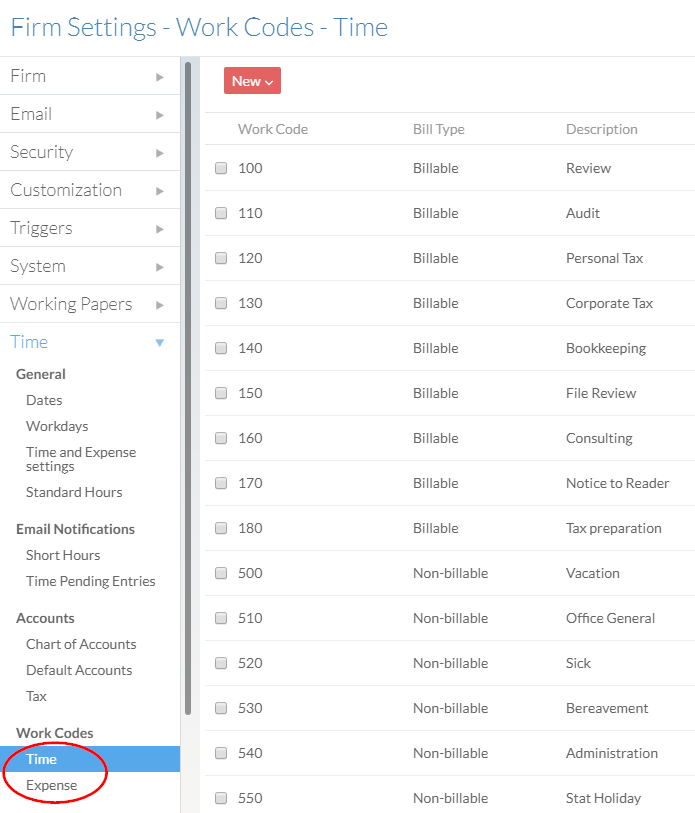 Firm Settings - Work Codes - Time
Firm
Email
Security
Customization
Triggers
System
Working Papers
Time
General
Dates
Workdays
Time and Expense
settings
Standard Hours
Email Notifications
Short Hours
Time Pending Entries
Accounts
Chart of Accounts
Default Accounts
Tax
Work Codes
Time
Expense
New
Work Code Bill Type Description
100 Billable Review
110 Billable Audit
120 Billable Personal Tax
130 Billable Corporate Tax
140 Billable Bookkeeping
150 Billable File Review
160 Billable Consulting
170 Billable Notice to Reader
180 Billable Tax preparation
500 Non-billable Vacation
510 Non-billable Office General
520 Non-billable Sick
530 Non-billable Bereavement
540 Non-billable Administration
550 Non-billable Stat Holiday